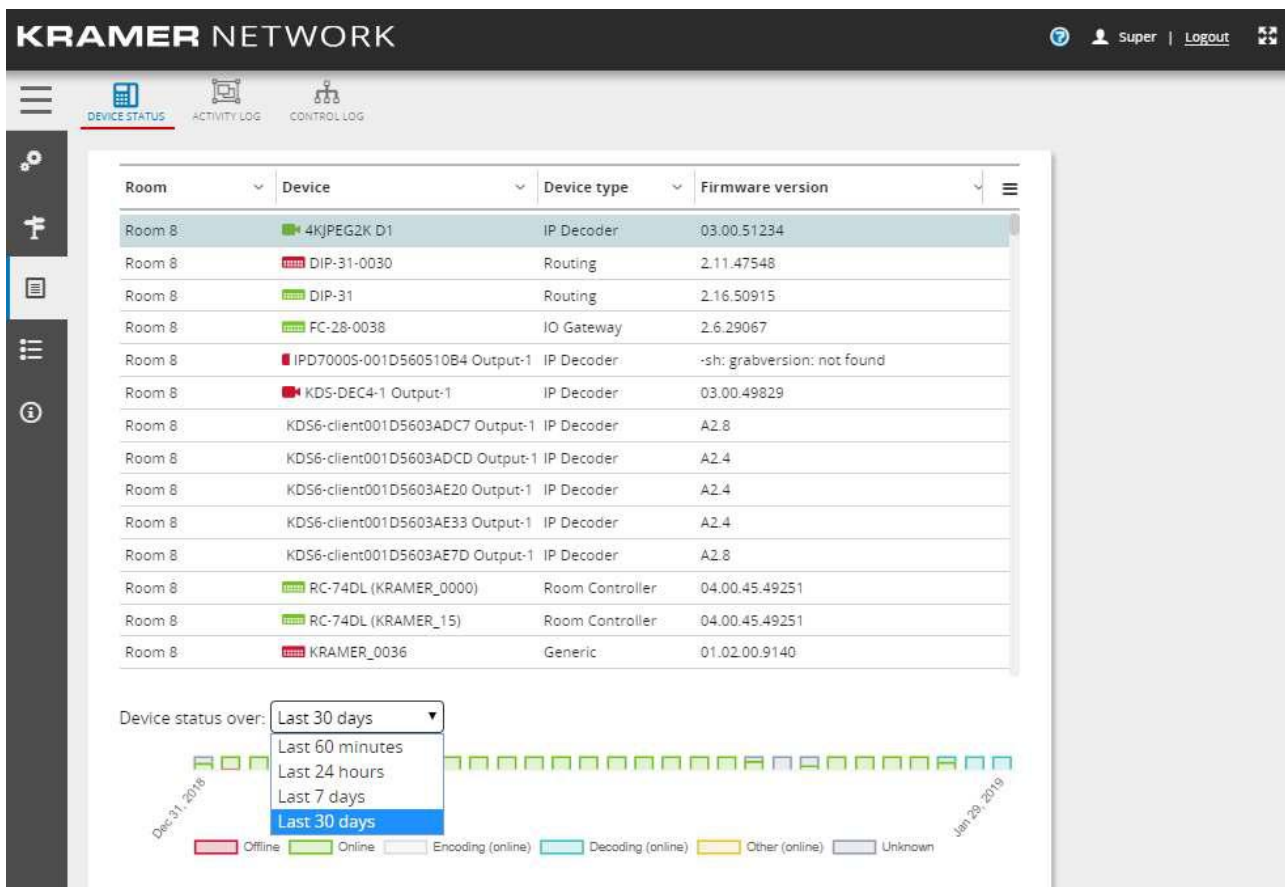 KRAMER NETWORK
Super | Logout
DEVICE STATUS ACTIVITY LOG CONTROL LOG
Room Device Device type Firmware version
Room 8 4KJPEG2K D1 IP Decoder 03.00.51234
Room 8 DIP-31-0030 Routing 2.11.47548
Room 8 DIP-31 Routing 2.16.50915
Room 8 FC-28-0038 IO Gateway 2.6.29067
Room 8 IPD7000S-001D560510B4 Output-1 IP Decoder -sh: grabversion: not found
Room 8 KDS-DEC4-1 Output-1 IP Decoder 03.00.49829
Room 8 KDS6-client001D5603ADC7 Output-1 IP Decoder A2.8
Room 8 KDS6-client001D5603ADCD Output-1 IP Decoder A2.4
Room 8 KDS6-client001D5603AE20 Output-1 IP Decoder A2.4
Room 8 KDS6-client001D5603AE33 Output-1 IP Decoder A2.4
Room 8 KDS6-client001D5603AE7D Output-1 IP Decoder A2.8
Room 8 RC-74DL (KRAMER_0000) Room Controller 04.00.45.49251
Room 8 RC-74DL (KRAMER_15) Room Controller 04.00.45.49251
Room 8 KRAMER_0036 Generic 01.02.00.9140
Device status over: Last 30 days
Last 60 minutes
Last 24 hours
Last 7 days
Last 30 days
Dec 31, 2018 Jan 29, 2019
Offline Online Encoding (online) Decoding (online) Other (online) Unknown